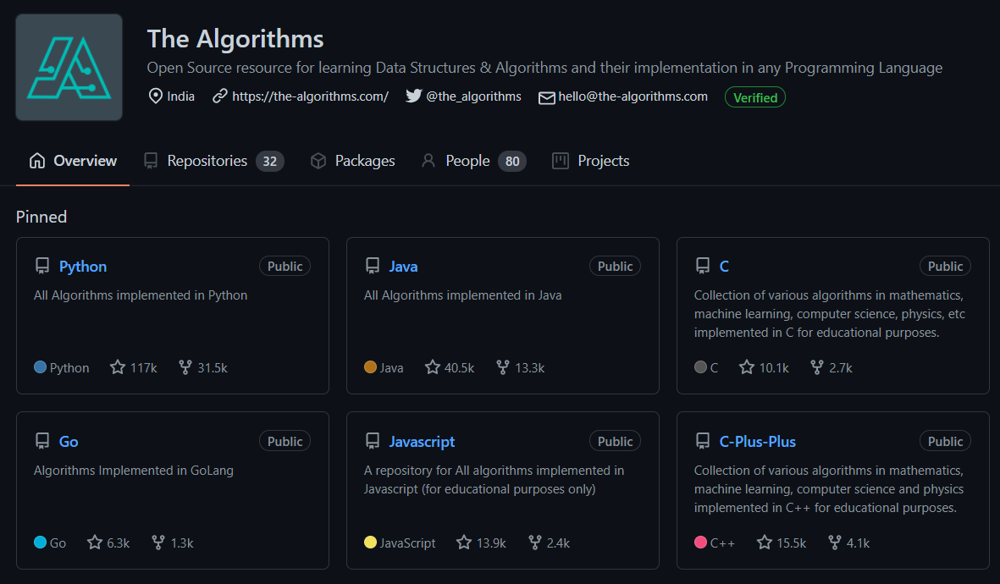 The Algorithms
Open Source resource for learning Data Structures & Algorithms and their implementation in any Programming Language
India https://the-algorithms.com/ @the_algorithms hello@the-algorithms.com Verified
Overview Repositories 32 Packages People 80 Projects
Pinned
Python Public
All Algorithms implemented in Python
Python 117k 31.5k
Java Public
All Algorithms implemented in Java
Java 40.5k 13.3k
C Public
Collection of various algorithms in mathematics,
machine learning, computer science, physics, etc
implemented in C for educational purposes.
C 10.1k 2.7k
Go Public
Algorithms Implemented in GoLang
Go 6.3k 1.3k
Javascript Public
A repository for All algorithms implemented in
Javascript (for educational purposes only)
JavaScript 13.9k 2.4k
C-Plus-Plus Public
Collection of various algorithms in mathematics,
machine learning, computer science and physics
implemented in C++ for educational purposes.
C++ 15.5k 4.1k